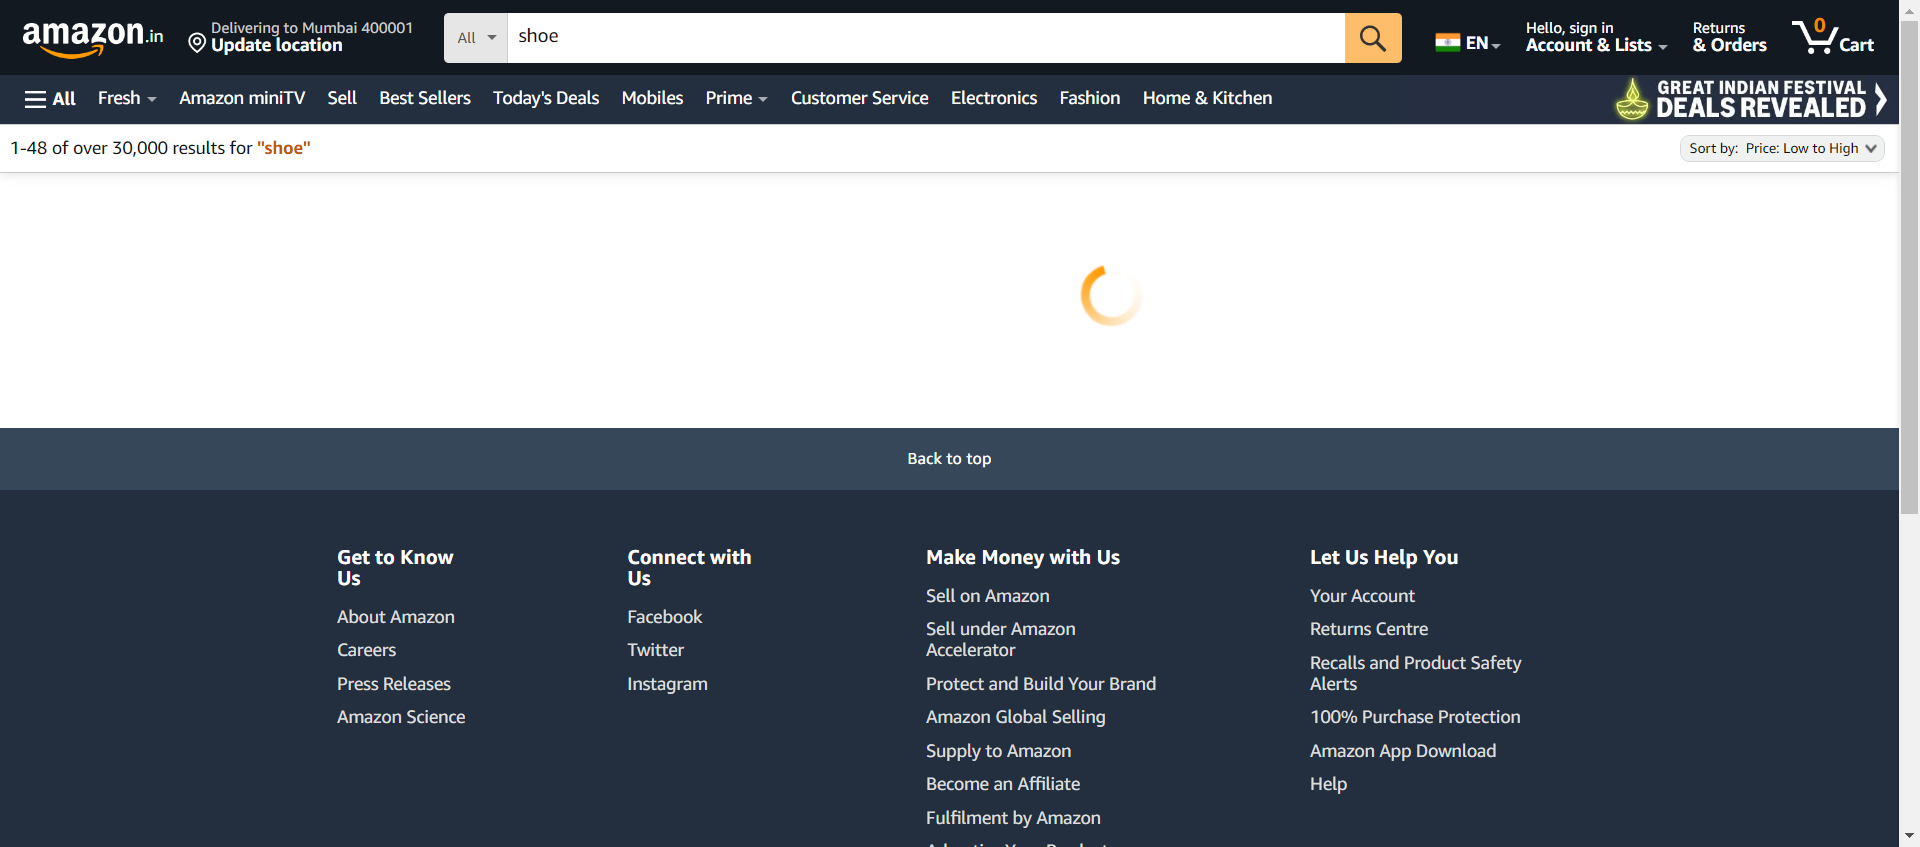 amazon.in
Delivering to Mumbai 400001
Update location
All
shoe
EN
Hello, sign in
Account & Lists
Returns
& Orders
0
Cart
All
Fresh
Amazon miniTV
Sell
Best Sellers
Today's Deals
Mobiles
Prime
Customer Service
Electronics
Fashion
Home & Kitchen
GREAT INDIAN FESTIVAL
DEALS REVEALED
1-48 of over 30,000 results for "shoe"
Sort by: Price: Low to High
Back to top
Get to Know
Us
About Amazon
Careers
Press Releases
Amazon Science
Connect with
Us
Facebook
Twitter
Instagram
Make Money with Us
Sell on Amazon
Sell under Amazon
Accelerator
Protect and Build Your Brand
Amazon Global Selling
Supply to Amazon
Become an Affiliate
Fulfilment by Amazon
Let Us Help You
Your Account
Returns Centre
Recalls and Product Safety
Alerts
100% Purchase Protection
Amazon App Download
Help